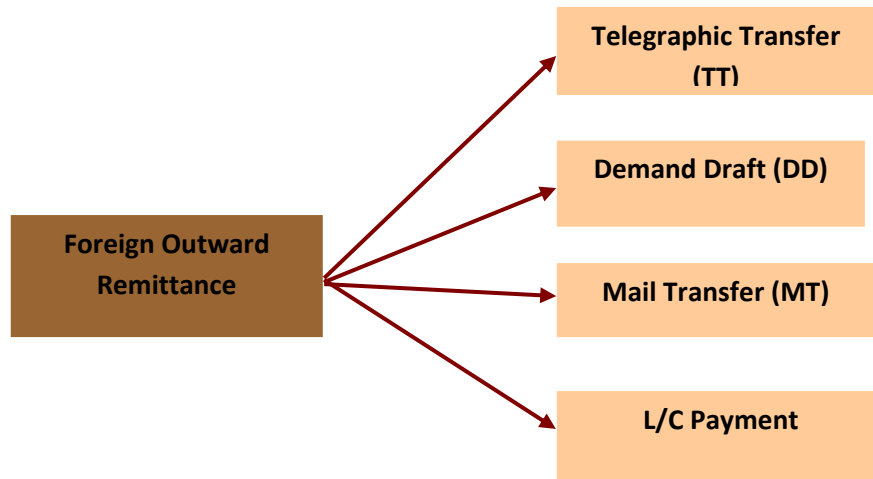 Foreign Outward
Remittance
Telegraphic Transfer
(TT)
Demand Draft (DD)
Mail Transfer (MT)
L/C Payment